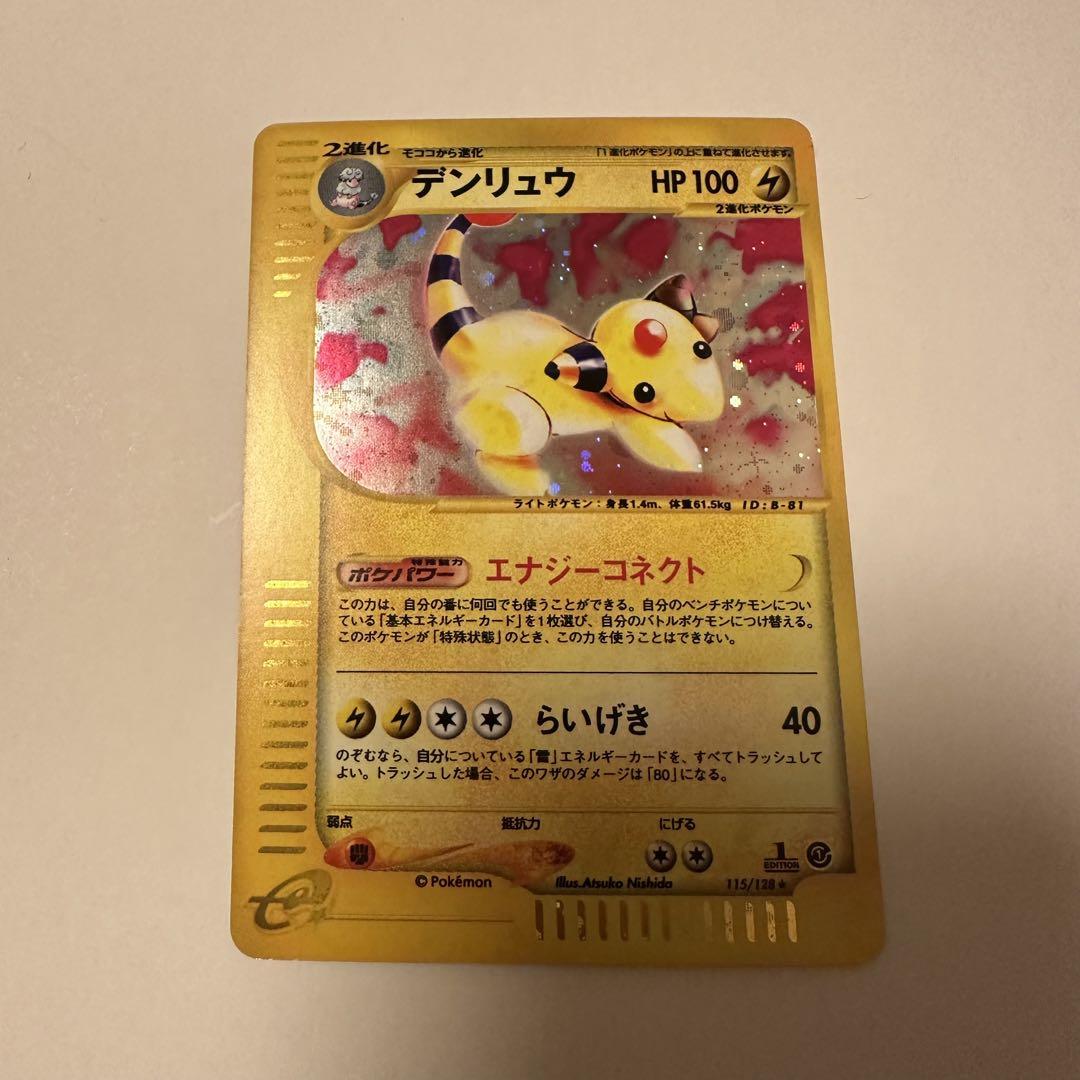 2進化
モココから進化
「1進化ポケモン」の上に重ねて進化させます。
デンリュウ
HP 100
2進化ポケモン
ライトポケモン：身長1.4m、体重61.5kg ID:B-81
特殊能力
ポケパワー
エナジーコネクト
この力は、自分の番に何回でも使うことができる。自分のベンチポケモンについ
ている「基本エネルギーカード」を1枚選び、自分のバトルポケモンにつけ替える。
このポケモンが「特殊状態」のとき、この力を使うことはできない。
らいげき
40
のぞむなら、自分についている「雷」エネルギーカードを、すべてトラッシュして
よい。トラッシュした場合、このワザのダメージは「80」になる。
弱点
抵抗力
にげる
1
EDITION
©Pokémon
Illus.Atsuko Nishida
115/128★